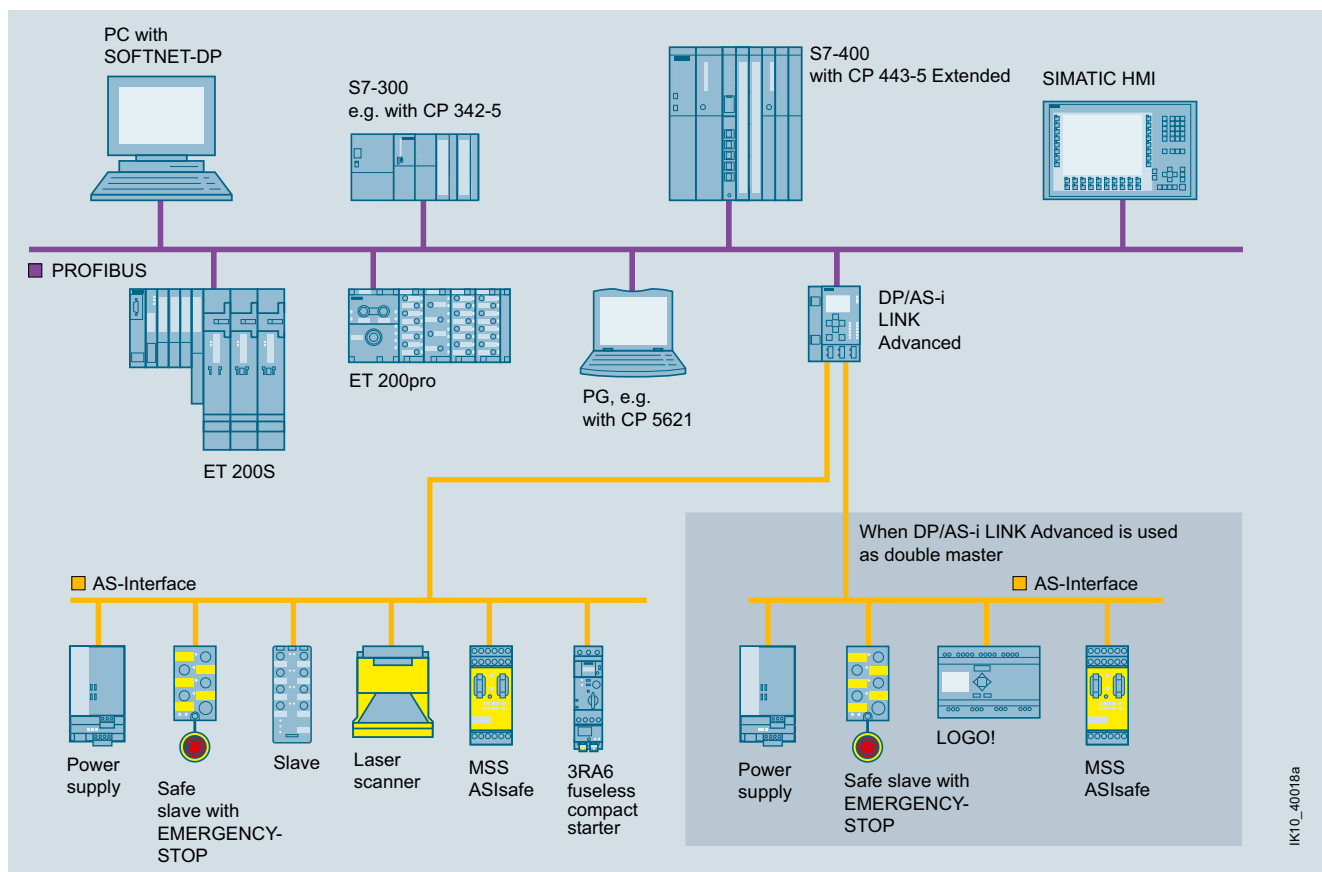 PC with
SOFTNET-DP
S7-300
e.g. with CP 342-5
S7-400
with CP 443-5 Extended
SIMATIC HMI
PROFIBUS
ET 200S
ET 200pro
PG, e.g.
with CP 5621
DP/AS-i
LINK
Advanced
When DP/AS-i LINK Advanced is used
as double master
AS-Interface
AS-Interface
Power
supply
Safe
slave with
EMERGENCY-
STOP
Slave
Laser
scanner
MSS
ASIsafe
3RA6
fuseless
compact
starter
Power
supply
Safe slave with
EMERGENCY-
STOP
LOGO!
MSS
ASIsafe
IK10_40018a